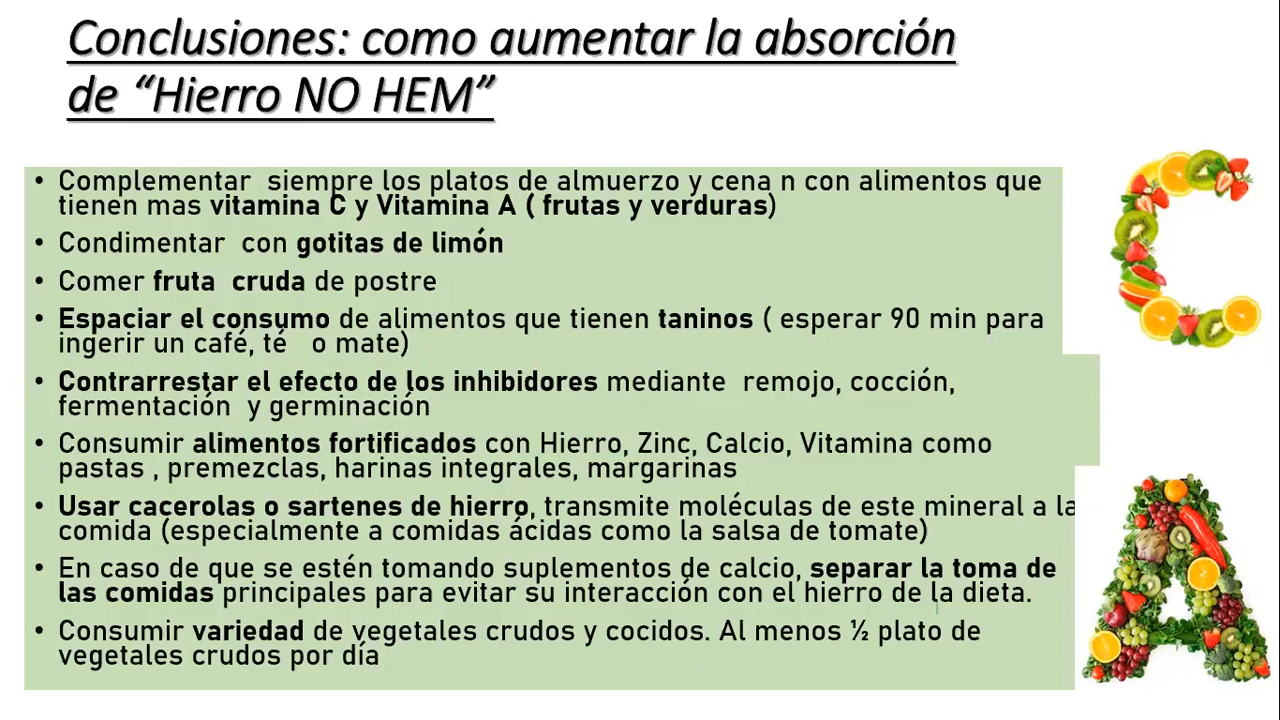 Conclusiones: como aumentar la absorción
de “Hierro NO HEM”
• Complementar siempre los platos de almuerzo y cena n con alimentos que
tienen mas vitamina C y Vitamina A ( frutas y verduras)
• Condimentar con gotitas de limón
• Comer fruta cruda de postre
• Espaciar el consumo de alimentos que tienen taninos ( esperar 90 min para
ingerir un café, té o mate)
• Contrarrestar el efecto de los inhibidores mediante remojo, cocción,
fermentación y germinación
• Consumir alimentos fortificados con Hierro, Zinc, Calcio, Vitamina como
pastas , premezclas, harinas integrales, margarinas
• Usar cacerolas o sartenes de hierro, transmite moléculas de este mineral a la
comida (especialmente a comidas ácidas como la salsa de tomate)
• En caso de que se estén tomando suplementos de calcio, separar la toma de
las comidas principales para evitar su interacción con el hierro de la dieta.
• Consumir variedad de vegetales crudos y cocidos. Al menos ½ plato de
vegetales crudos por día
C
A